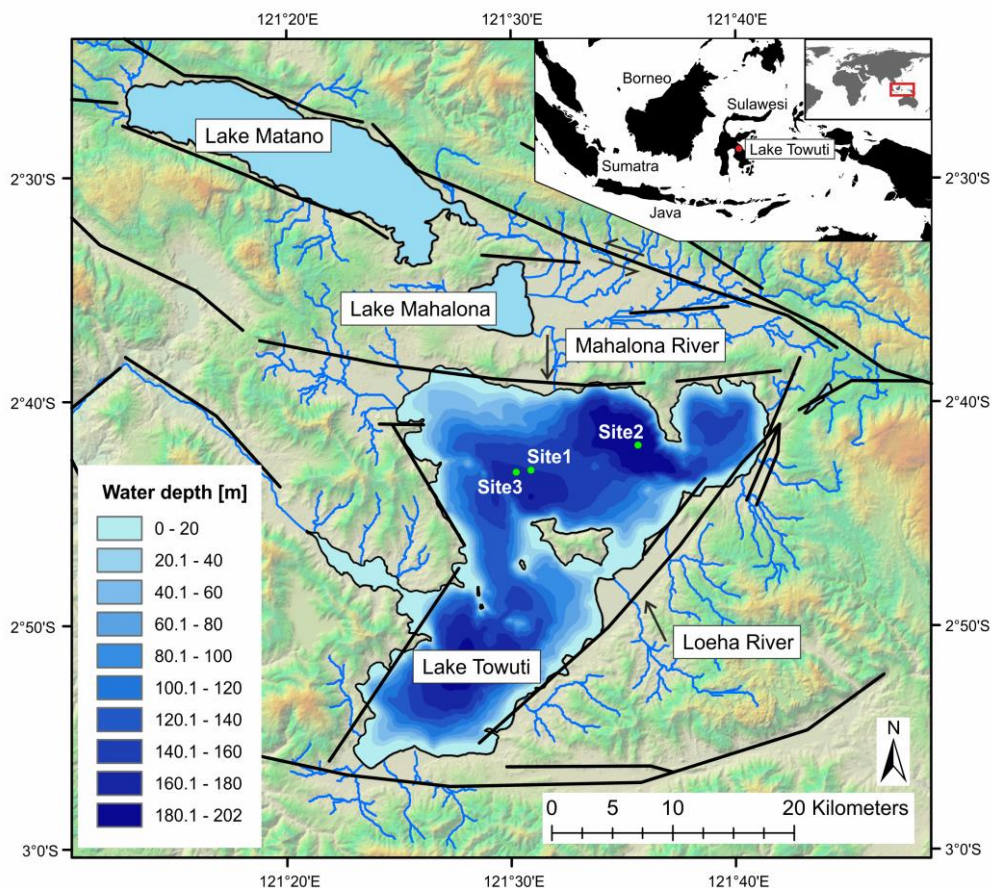 121°20'E
121°30'E
121°40'E
Borneo
Sulawesi
Lake Towuti
Sumatra
Java
Lake Matano
2°30'S
2°30'S
Lake Mahalona
Mahalona River
2°40'S
2°40'S
Site2
Site1
Site3
Water depth [m]
0 - 20
20.1 - 40
40.1 - 60
60.1 - 80
80.1 - 100
100.1 - 120
120.1 - 140
140.1 - 160
160.1 - 180
180.1 - 202
2°50'S
2°50'S
Loeha River
Lake Towuti
N
0 5 10 20 Kilometers
3°0'S
3°0'S
121°20'E
121°30'E
121°40'E